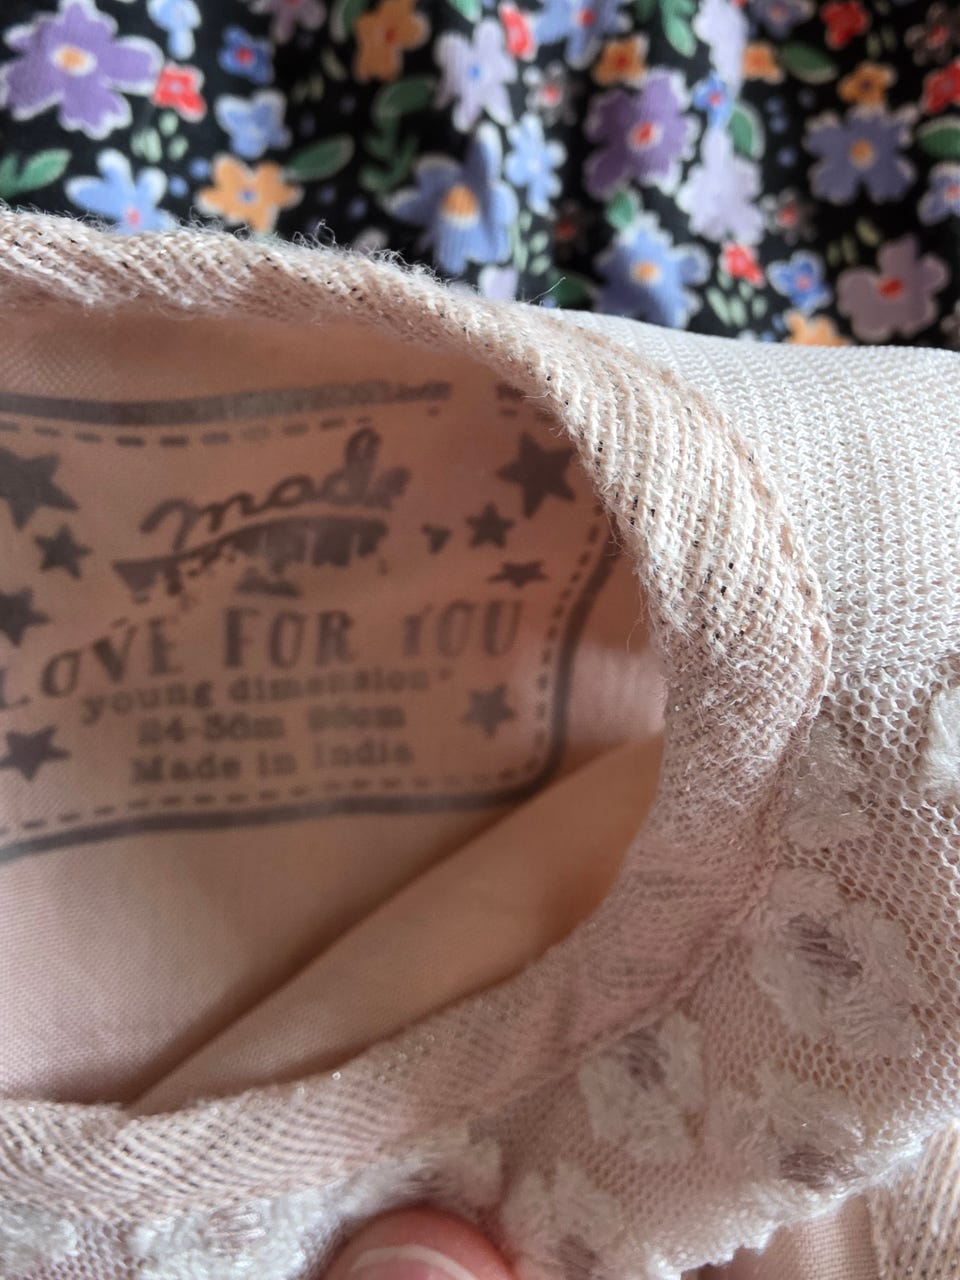 made
LOVE FOR YOU
young dimension
24-36m 98cm
Made in India